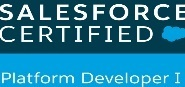 SALESFORCE
CERTIFIED
Platform Developer I